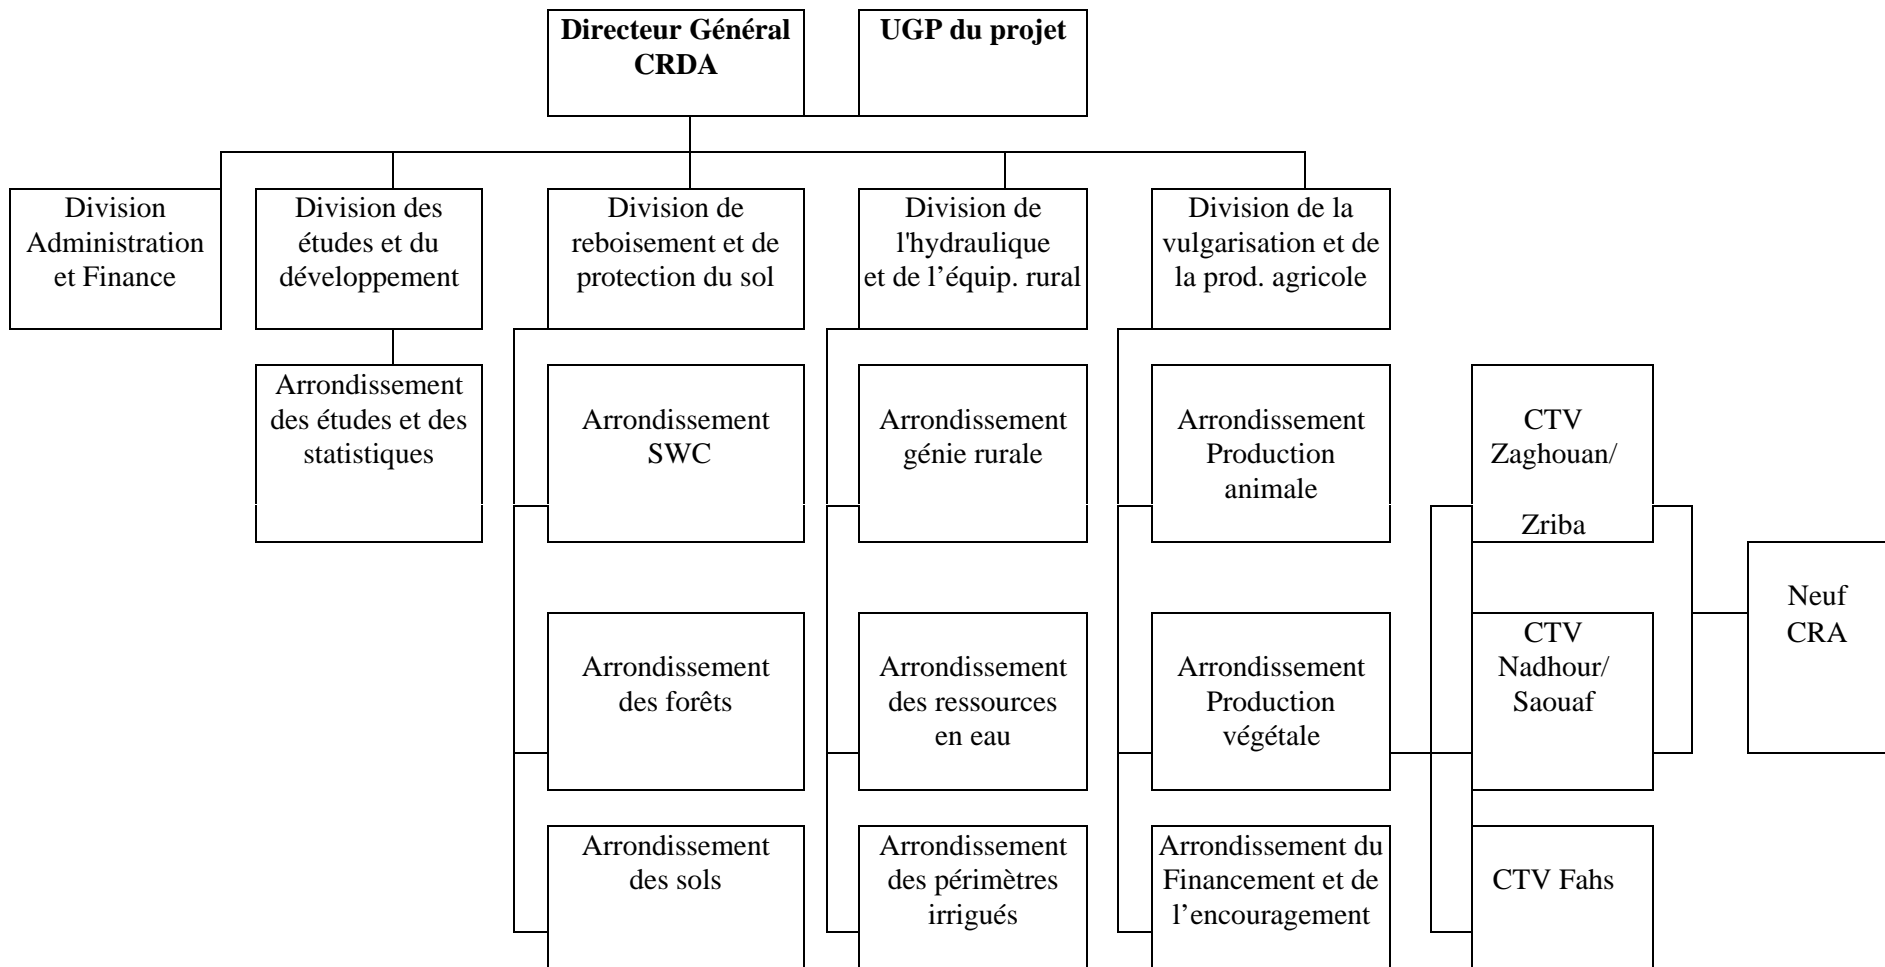 Directeur Général
CRDA
UGP du projet
Division
Administration
et Finance
Division des
études et du
développement
Division de
reboisement et de
protection du sol
Division de
l'hydraulique
et de l’équip. rural
Division de la
vulgarisation et de
la prod. agricole
Arrondissement
des études et des
statistiques
Arrondissement
SWC
Arrondissement
génie rurale
Arrondissement
Production
animale
CTV
Zaghouan/
Zriba
Neuf
CRA
Arrondissement
des forêts
Arrondissement
des ressources
en eau
Arrondissement
Production
végétale
CTV
Nadhour/
Saouaf
Arrondissement
des sols
Arrondissement
des périmètres
irrigués
Arrondissement du
Financement et de
l’encouragement
CTV Fahs